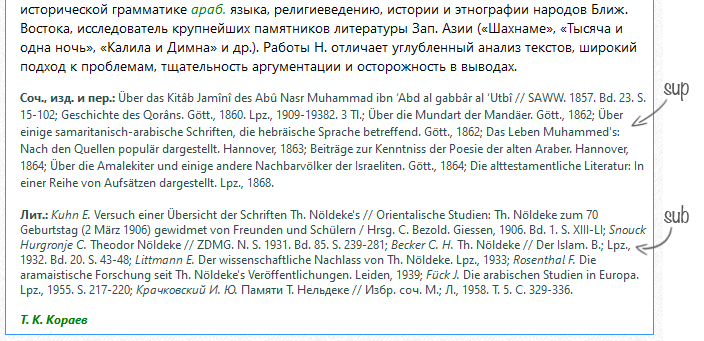 исторической грамматике араб. языка, религиеведению, истории и этнографии народов Ближ.
Востока, исследователь крупнейших памятников литературы Зап. Азии («Шахнаме», «Тысяча и
одна ночь», «Калила и Димна» и др.). Работы Н. отличает углубленный анализ текстов, широкий
подход к проблемам, тщательность аргументации и осторожность в выводах.
Соч., изд. и пер.: Über das Kitâb Jamînî des Abû Nasr Muhammad ibn ʻAbd al gabbâr al ʻUtbî // SAWW. 1857. Bd. 23. S.
15-102; Geschichte des Qorâns. Gött., 1860. Lpz., 1909-19382. 3 Tl.; Über die Mundart der Mandäer. Gött., 1862; Über
einige samaritanisch-arabische Schriften, die hebräische Sprache betreffend. Gött., 1862; Das Leben Muhammed's:
Nach den Quellen populär dargestellt. Hannover, 1863; Beiträge zur Kenntniss der Poesie der alten Araber. Hannover,
1864; Über die Amalekiter und einige andere Nachbarvölker der Israeliten. Gött., 1864; Die alttestamentliche Literatur: In
einer Reihe von Aufsätzen dargestellt. Lpz., 1868.
sup
Лит.: Kuhn E. Versuch einer Übersicht der Schriften Th. Nöldeke's // Orientalische Studien: Th. Nöldeke zum 70
Geburtstag (2 März 1906) gewidmet von Freunden und Schülern / Hrsg. C. Bezold. Giessen, 1906. Bd. 1. S. XIII-LI; Snouck
Hurgronje C. Theodor Nöldeke // ZDMG. N. S. 1931. Bd. 85. S. 239-281; Becker C. H. Th. Nöldeke // Der Islam. B.; Lpz.,
1932. Bd. 20. S. 43-48; Littmann E. Der wissenschaftliche Nachlass von Th. Nöldeke. Lpz., 1933; Rosenthal F. Die
aramaistische Forschung seit Th. Nöldeke's Veröffentlichungen. Leiden, 1939; Fück J. Die arabischen Studien in Europa.
Lpz., 1955. S. 217-220; Крачковский И. Ю. Памяти Т. Нельдеке // Избр. соч. М.; Л., 1958. Т. 5. С. 329-336.
sub
Т. К. Кораев